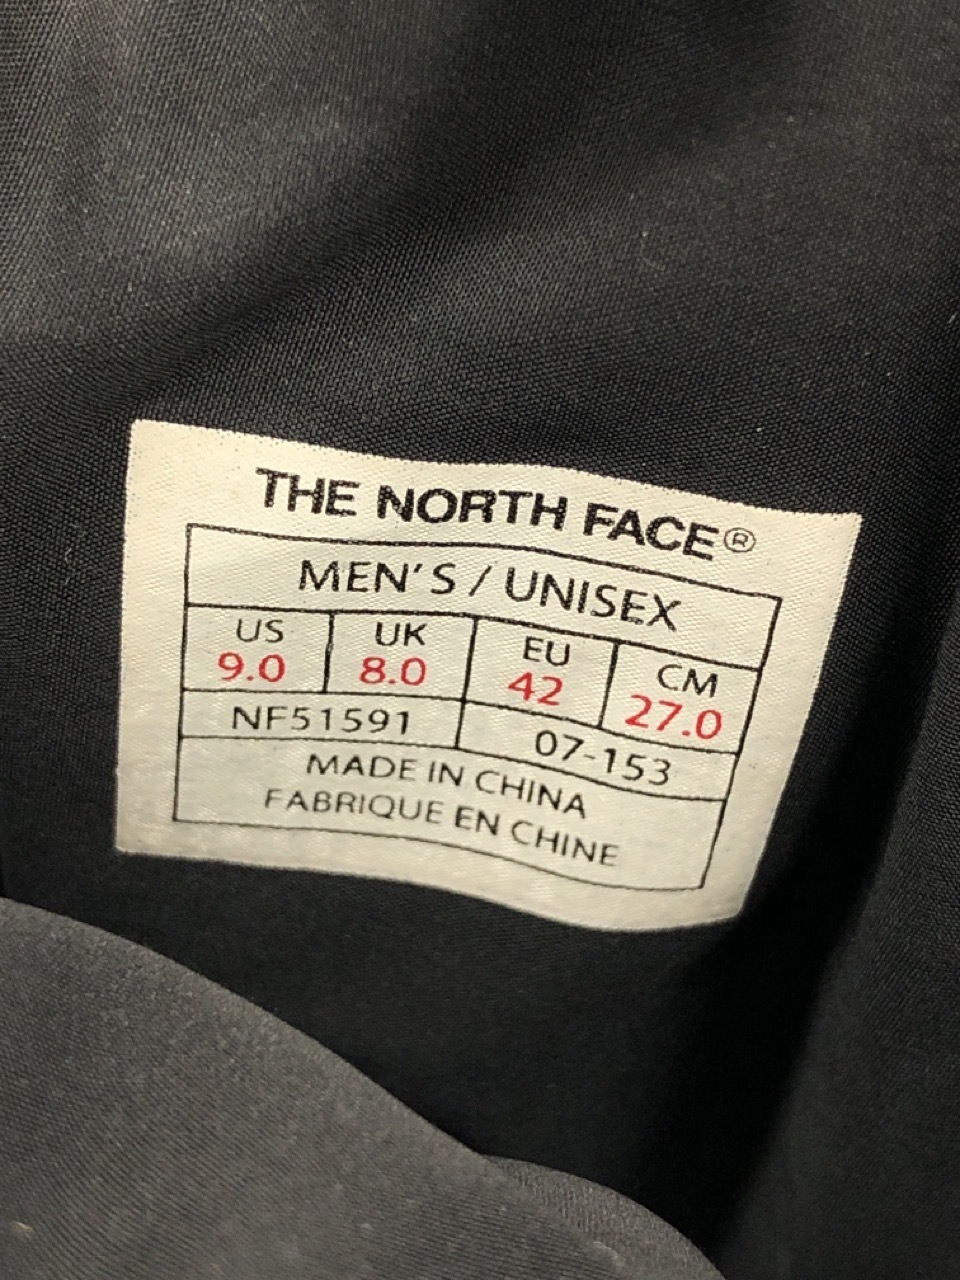 THE NORTH FACE®
MEN'S / UNISEX
US UK EU CM
9.0 8.0 42 27.0
NF51591 07-153
MADE IN CHINA
FABRIQUE EN CHINE